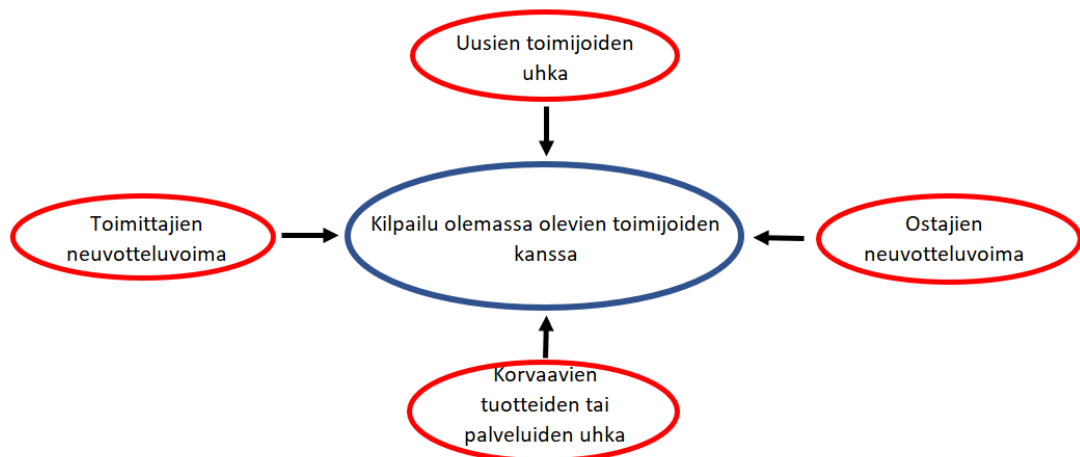 Uusien toimijoiden
uhka
Toimittajien
neuvotteluvoima
Kilpailu olemassa olevien toimijoiden
kanssa
Ostajien
neuvotteluvoima
Korvaavien
tuotteiden tai
palveluiden uhka